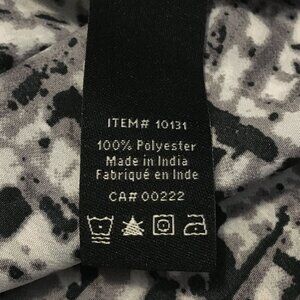 ITEM# 10131
100% Polyester
Made in India
Fabriqué en Inde
CA# 00222